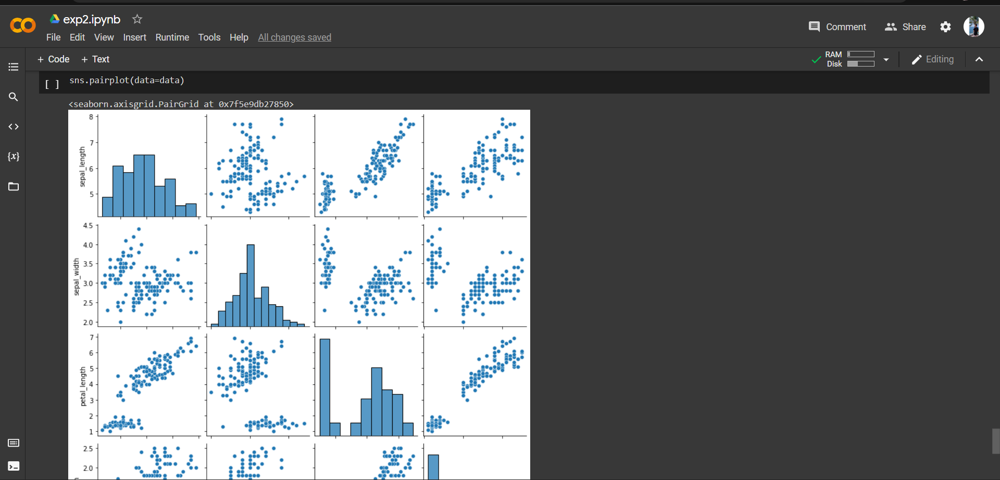 exp2.ipynb
File Edit View Insert Runtime Tools Help All changes saved
Comment Share
+ Code + Text
RAM
Disk
Editing
{x}
[ ] sns.pairplot(data=data)
<seaborn.axisgrid.PairGrid at 0x7f5e9db27850>
8
7
6
5
sepal_length
4.5
4.0
3.5
3.0
2.5
2.0
sepal_width
7
6
5
4
3
2
1
petal_length
2.5
2.0